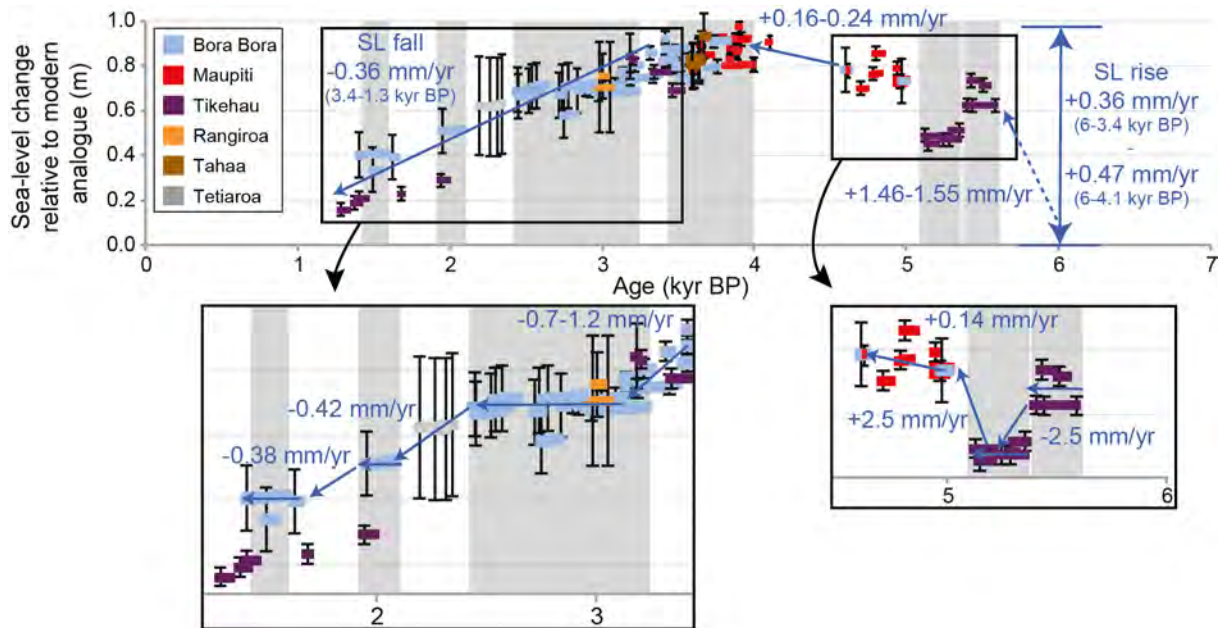 Sea-level change
relative to modern
analogue (m)
1.0
0.8
0.6
0.4
0.2
0.0
Bora Bora
Maupiti
Tikehau
Rangiroa
Tahaa
Tetiaroa
SL fall
-0.36 mm/yr
(3.4-1.3 kyr BP)
+0.16-0.24 mm/yr
SL rise
+0.36 mm/yr
(6-3.4 kyr BP)
-
+0.47 mm/yr
(6-4.1 kyr BP)
+1.46-1.55 mm/yr
0 1 2 3 4 5 6 7
Age (kyr BP)
-0.7-1.2 mm/yr
-0.42 mm/yr
-0.38 mm/yr
2 3
+0.14 mm/yr
+2.5 mm/yr
-2.5 mm/yr
5 6